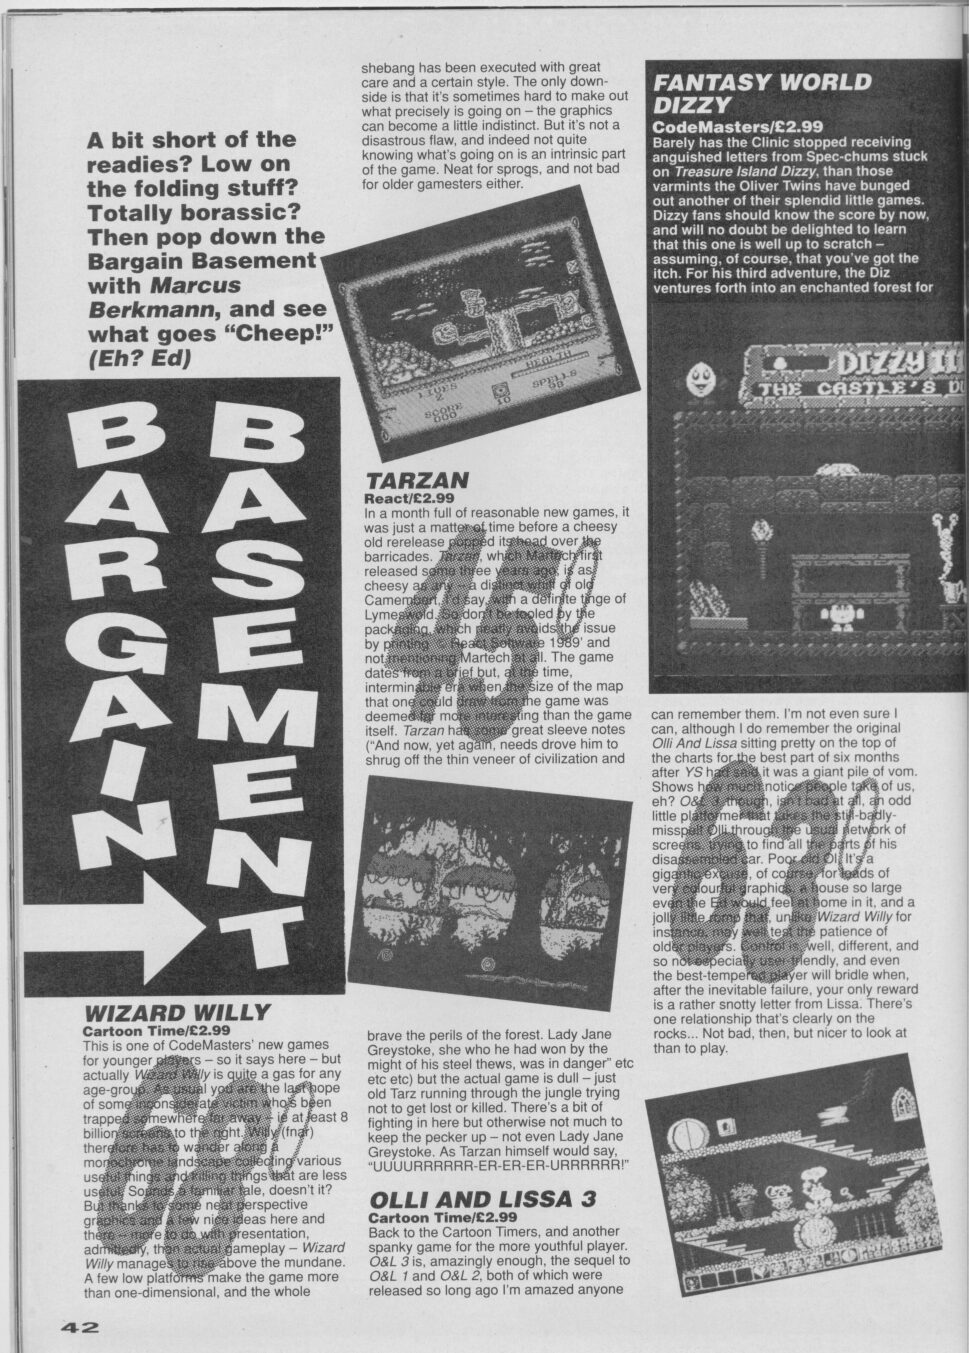 A bit short of the
readies? Low on
the folding stuff?
Totally borassic?
Then pop down the
Bargain Basement
with Marcus
Berkmann, and see
what goes “Cheep!”
(Eh? Ed)
BARGAIN
BASEMENT
WIZARD WILLY
Cartoon Time/£2.99
This is one of CodeMasters' new games
for younger players – so it says here – but
actually Wizard Willy is quite a gas for any
age-group. As usual you are the last hope
of some inconsiderate victim who's been
trapped somewhere far away – ie at least 8
billion screens to the right. Willy (fnar)
therefore has to wander along a
monochrome landscape collecting various
useful things and killing things that are less
useful. Sounds a familiar tale, doesn't it?
But thanks to some neat perspective
graphics and a few nice ideas here and
there – more to do with presentation,
admittedly, than actual gameplay – Wizard
Willy manages to rise above the mundane.
A few low platforms make the game more
than one-dimensional, and the whole
shebang has been executed with great
care and a certain style. The only down-
side is that it's sometimes hard to make out
what precisely is going on – the graphics
can become a little indistinct. But it's not a
disastrous flaw, and indeed not quite
knowing what's going on is an intrinsic part
of the game. Neat for sprogs, and not bad
for older gamesters either.
LIVES
2
SCORE
000
10
HEALTH
SPELLS
99
TARZAN
React/£2.99
In a month full of reasonable new games, it
was just a matter of time before a cheesy
old rerelease popped its head over the
barricades. Tarzan, which Martech first
released some three years ago, is as
cheesy as any – a distinct whiff of old
Camembert, I'd say, with a definite tinge of
Lymeswold. So don't be fooled by the
packaging, which neatly avoids the issue
by printing '© React Software 1989' and
not mentioning Martech at all. The game
dates from a brief but, at the time,
interminable era when the size of the map
that one could draw from the game was
deemed far more interesting than the game
itself. Tarzan has some great sleeve notes
(“And now, yet again, needs drove him to
shrug off the thin veneer of civilization and
brave the perils of the forest. Lady Jane
Greystoke, she who he had won by the
might of his steel thews, was in danger” etc
etc etc) but the actual game is dull – just
old Tarz running through the jungle trying
not to get lost or killed. There's a bit of
fighting in here but otherwise not much to
keep the pecker up – not even Lady Jane
Greystoke. As Tarzan himself would say,
“UUUURRRRRR-ER-ER-ER-URRRRRR!”
OLLI AND LISSA 3
Cartoon Time/£2.99
Back to the Cartoon Timers, and another
spanky game for the more youthful player.
O&L 3 is, amazingly enough, the sequel to
O&L 1 and O&L 2, both of which were
released so long ago I'm amazed anyone
FANTASY WORLD
DIZZY
CodeMasters/£2.99
Barely has the Clinic stopped receiving
anguished letters from Spec-chums stuck
on Treasure Island Dizzy, than those
varmints the Oliver Twins have bunged
out another of their splendid little games.
Dizzy fans should know the score by now,
and will no doubt be delighted to learn
that this one is well up to scratch –
assuming, of course, that you've got the
itch. For his third adventure, the Diz
ventures forth into an enchanted forest for
DIZZY III
THE CASTLE'S DU
can remember them. I'm not even sure I
can, although I do remember the original
Olli And Lissa sitting pretty on the top of
the charts for the best part of six months
after YS had said it was a giant pile of vom.
Shows how much notice people take of us,
eh? O&L 3, though, isn't bad at all, an odd
little platformer that takes the still-badly-
misspelt Olli through the usual network of
screens, trying to find all the parts of his
disassembled car. Poor old Ol. It's a
gigantic excuse, of course, for loads of
very colourful graphics, a house so large
even the Ed would feel at home in it, and a
jolly little romp that, unlike Wizard Willy for
instance, may well test the patience of
older players. Control is, well, different, and
so not especially user-friendly, and even
the best-tempered player will bridle when,
after the inevitable failure, your only reward
is a rather snotty letter from Lissa. There's
one relationship that's clearly on the
rocks... Not bad, then, but nicer to look at
than to play.
42